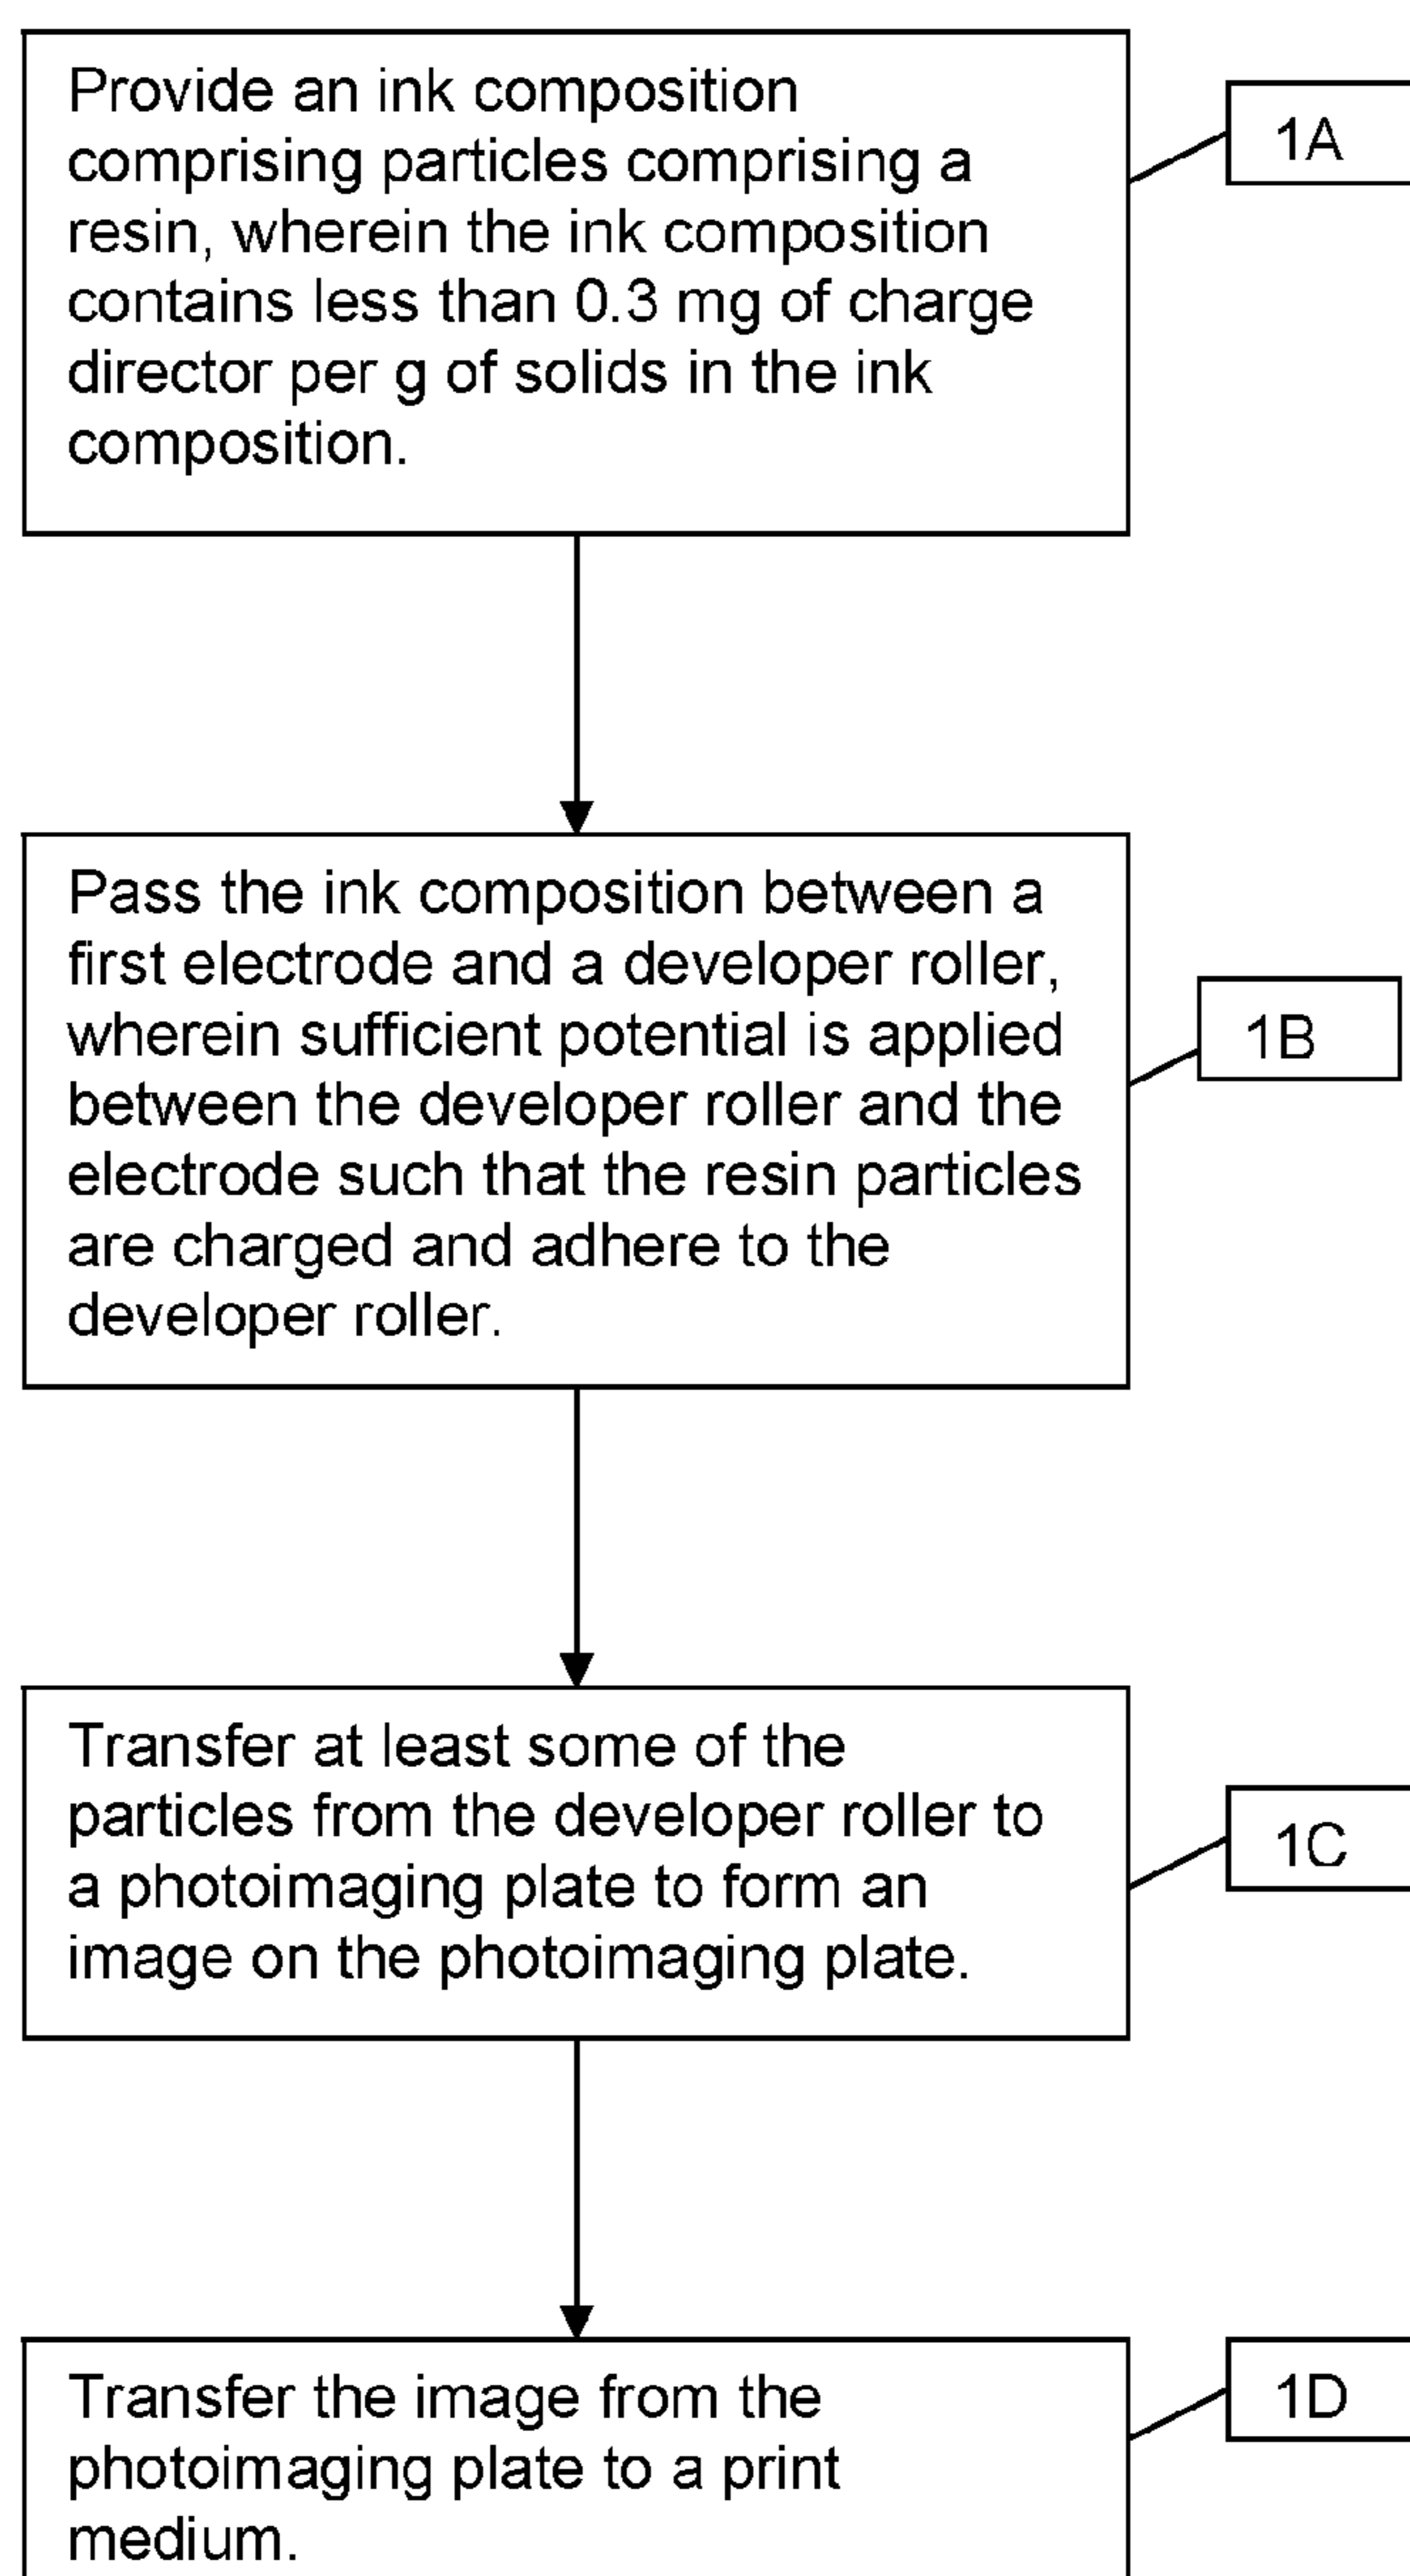 Provide an ink composition
comprising particles comprising a
resin, wherein the ink composition
contains less than 0.3 mg of charge
director per g of solids in the ink
composition.
1A
Pass the ink composition between a
first electrode and a developer roller,
wherein sufficient potential is applied
between the developer roller and the
electrode such that the resin particles
are charged and adhere to the
developer roller.
1B
Transfer at least some of the
particles from the developer roller to
a photoimaging plate to form an
image on the photoimaging plate.
1C
Transfer the image from the
photoimaging plate to a print
medium.
1D